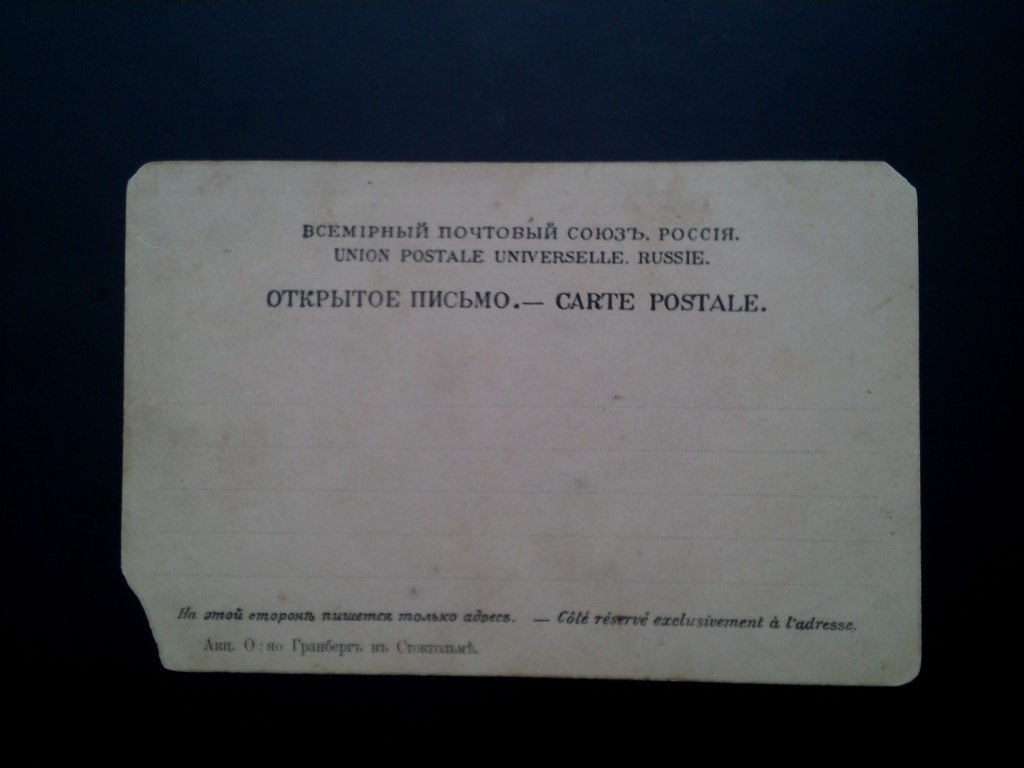 ВСЕМІРНЫЙ ПОЧТОВЫЙ СОЮЗЪ. РОССІЯ.
UNION POSTALE UNIVERSELLE. RUSSIE.
ОТКРЫТОЕ ПИСЬМО.— CARTE POSTALE.
На этой сторонѣ пишется только адресъ. — Côté réservé exclusivement à l'adresse.
Акц. О:во Гранбергъ въ Стокгольмѣ.